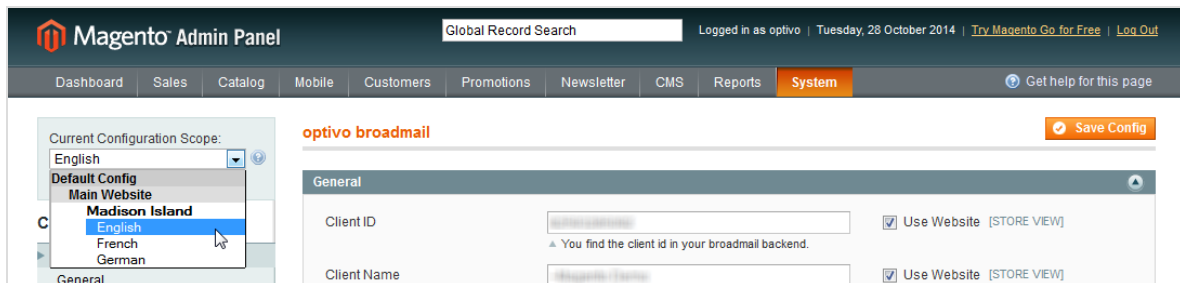 Magento Admin Panel
Global Record Search
Logged in as optivo | Tuesday, 28 October 2014 | Try Magento Go for Free | Log Out
Dashboard Sales Catalog Mobile Customers Promotions Newsletter CMS Reports System Get help for this page
Current Configuration Scope:
English
Default Config
Main Website
Madison Island
English
French
German
General
optivo broadmail
Save Config
General
Client ID
Use Website [STORE VIEW]
You find the client id in your broadmail backend.
Client Name
Use Website [STORE VIEW]